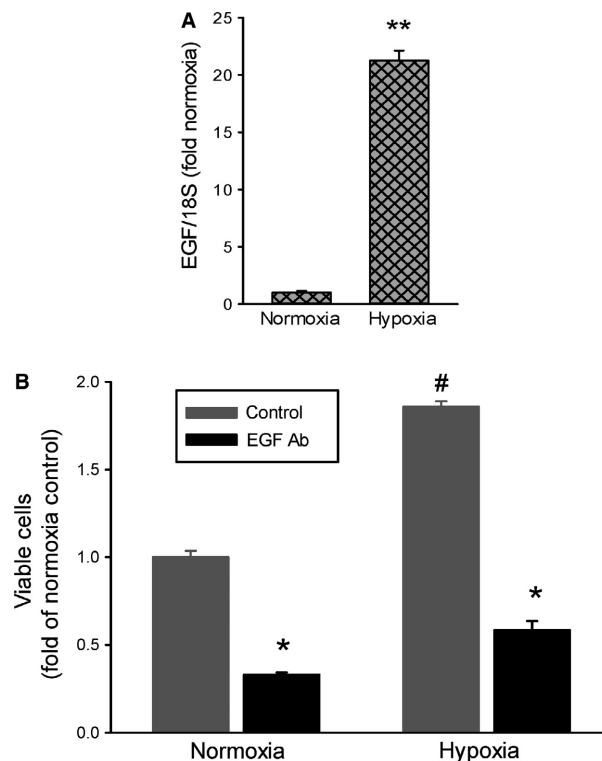 A
EGF/18S (fold normoxia)
25
20
15
10
5
0
**
Normoxia Hypoxia
B
Viable cells
(fold of normoxia control)
2.0
1.5
1.0
0.5
0.0
Control
EGF Ab
#
*
*
Normoxia Hypoxia